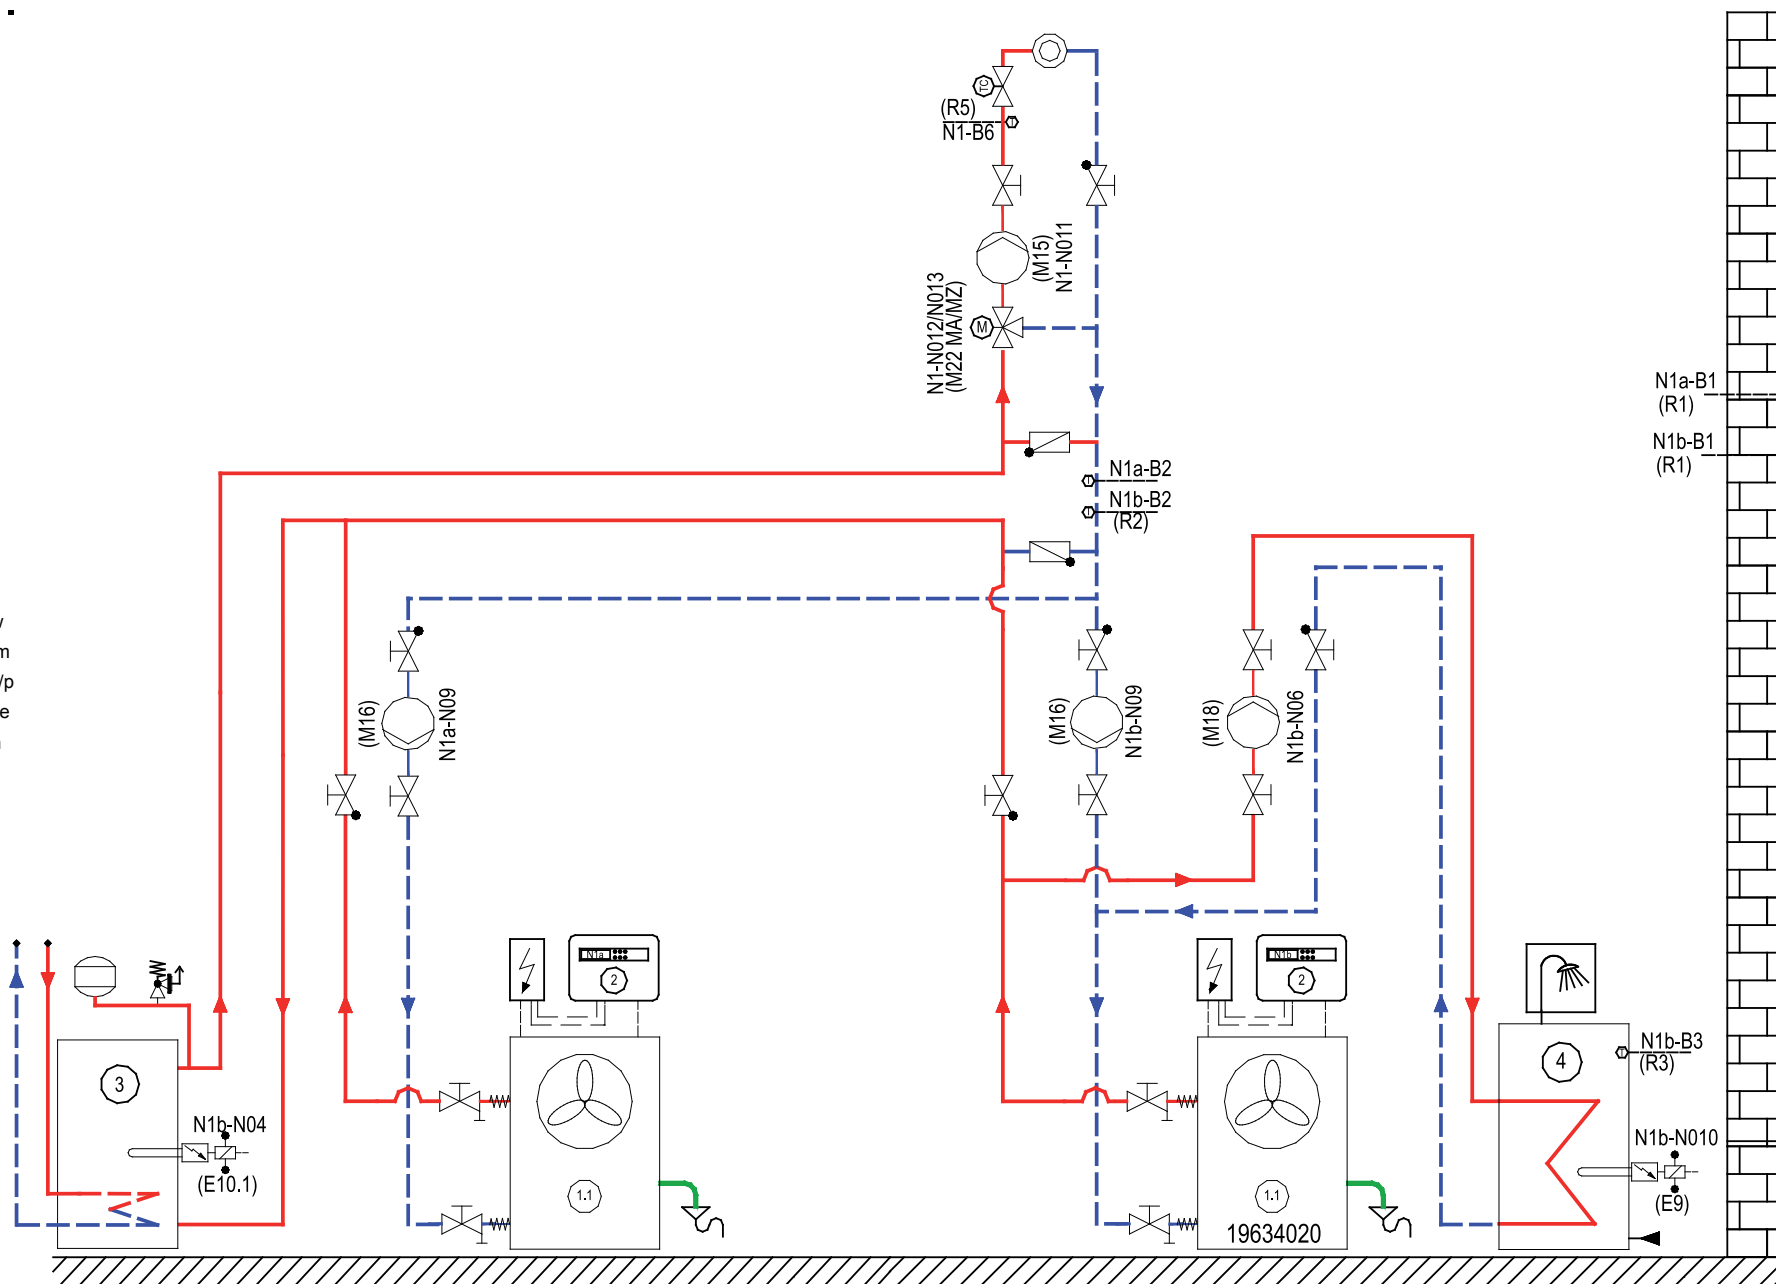 TC
(R5)
N1-B6
T
(M15)
N1-N011
N1-N012/N013
(M22 MA/MZ)
M
N1a-B1
(R1)
N1b-B1
(R1)
N1a-B2
T
N1b-B2
(R2)
T
y
m
/p
e
(M16)
N1a-N09
(M16)
N1b-N09
(M18)
N1b-N06
N1a
2
N1b
2
3
N1b-N04
(E10.1)
1.1
1.1
19634020
4
T
N1b-B3
(R3)
N1b-N010
(E9)